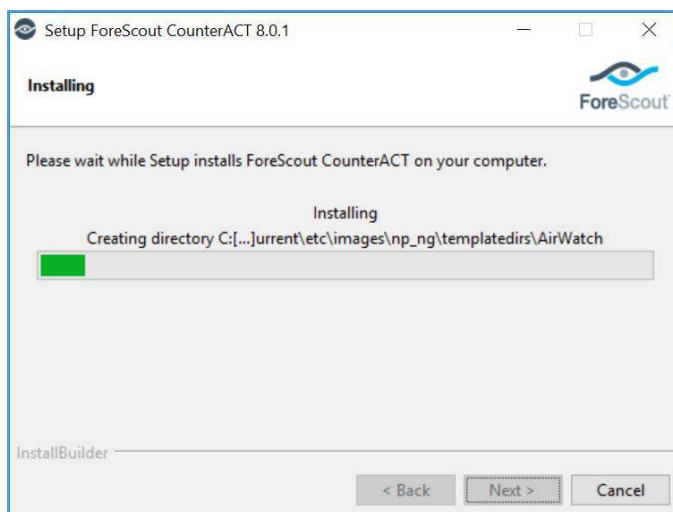 Setup ForeScout CounterACT 8.0.1
Installing
ForeScout
Please wait while Setup installs ForeScout CounterACT on your computer.
Installing
Creating directory C:[...]urrent\etc\images\np_ng\templatedirs\AirWatch
InstallBuilder
< Back Next > Cancel